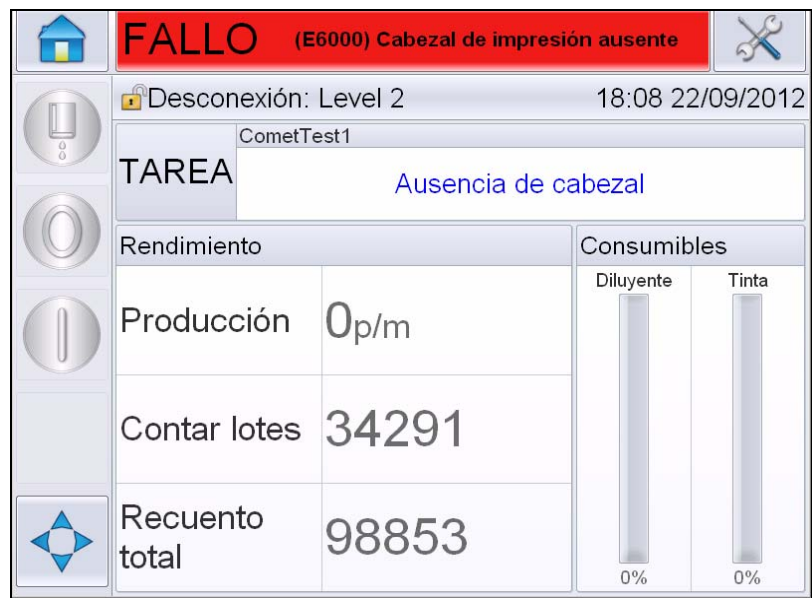 FALLO (E6000) Cabezal de impresión ausente
Desconexión: Level 2 18:08 22/09/2012
CometTest1
TAREA
Ausencia de cabezal
Rendimiento
Producción 0p/m
Contar lotes 34291
Recuento
total 98853
Consumibles
Diluyente Tinta
0% 0%